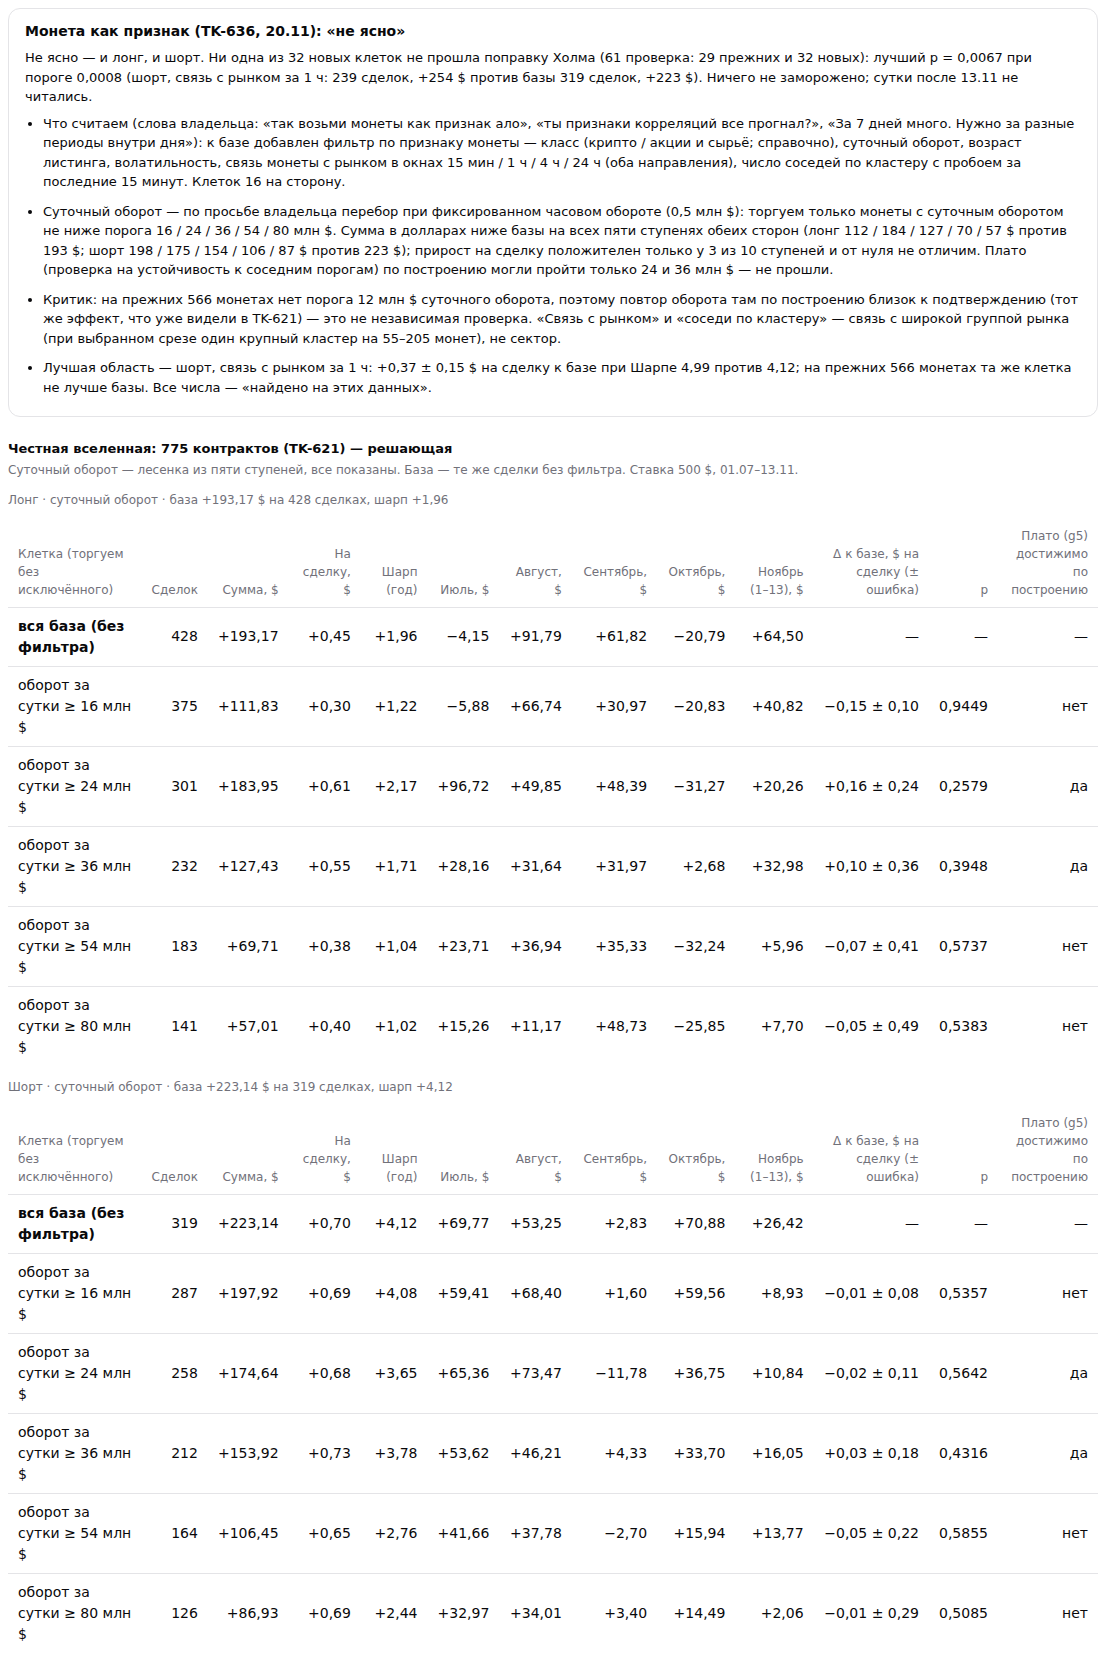 Монета как признак (TK-636, 20.11): «не ясно»
Не ясно — и лонг, и шорт. Ни одна из 32 новых клеток не прошла поправку Холма (61 проверка: 29 прежних и 32 новых): лучший p = 0,0067 при
пороге 0,0008 (шорт, связь с рынком за 1 ч: 239 сделок, +254 $ против базы 319 сделок, +223 $). Ничего не заморожено; сутки после 13.11 не
читались.
• Что считаем (слова владельца: «так возьми монеты как признак ало», «ты признаки корреляций все прогнал?», «За 7 дней много. Нужно за разные
периоды внутри дня»): к базе добавлен фильтр по признаку монеты — класс (крипто / акции и сырьё; справочно), суточный оборот, возраст
листинга, волатильность, связь монеты с рынком в окнах 15 мин / 1 ч / 4 ч / 24 ч (оба направления), число соседей по кластеру с пробоем за
последние 15 минут. Клеток 16 на сторону.
• Суточный оборот — по просьбе владельца перебор при фиксированном часовом обороте (0,5 млн $): торгуем только монеты с суточным оборотом
не ниже порога 16 / 24 / 36 / 54 / 80 млн $. Сумма в долларах ниже базы на всех пяти ступенях обеих сторон (лонг 112 / 184 / 127 / 70 / 57 $ против
193 $; шорт 198 / 175 / 154 / 106 / 87 $ против 223 $); прирост на сделку положителен только у 3 из 10 ступеней и от нуля не отличим. Плато
(проверка на устойчивость к соседним порогам) по построению могли пройти только 24 и 36 млн $ — не прошли.
• Критик: на прежних 566 монетах нет порога 12 млн $ суточного оборота, поэтому повтор оборота там по построению близок к подтверждению (тот
же эффект, что уже видели в TK-621) — это не независимая проверка. «Связь с рынком» и «соседи по кластеру» — связь с широкой группой рынка
(при выбранном срезе один крупный кластер на 55–205 монет), не сектор.
• Лучшая область — шорт, связь с рынком за 1 ч: +0,37 ± 0,15 $ на сделку к базе при Шарпе 4,99 против 4,12; на прежних 566 монетах та же клетка
не лучше базы. Все числа — «найдено на этих данных».
Честная вселенная: 775 контрактов (TK-621) — решающая
Суточный оборот — лесенка из пяти ступеней, все показаны. База — те же сделки без фильтра. Ставка 500 $, 01.07–13.11.
Лонг · суточный оборот · база +193,17 $ на 428 сделках, шарп +1,96
Клетка (торгуем без исключённого) Сделок Сумма, $ На сделку, $ Шарп (год) Июль, $ Август, $ Сентябрь, $ Октябрь, $ Ноябрь (1–13), $ Δ к базе, $ на сделку (± ошибка) p Плато (g5) достижимо по построению
вся база (без фильтра) 428 +193,17 +0,45 +1,96 −4,15 +91,79 +61,82 −20,79 +64,50 — — —
оборот за сутки ≥ 16 млн $ 375 +111,83 +0,30 +1,22 −5,88 +66,74 +30,97 −20,83 +40,82 −0,15 ± 0,10 0,9449 нет
оборот за сутки ≥ 24 млн $ 301 +183,95 +0,61 +2,17 +96,72 +49,85 +48,39 −31,27 +20,26 +0,16 ± 0,24 0,2579 да
оборот за сутки ≥ 36 млн $ 232 +127,43 +0,55 +1,71 +28,16 +31,64 +31,97 +2,68 +32,98 +0,10 ± 0,36 0,3948 да
оборот за сутки ≥ 54 млн $ 183 +69,71 +0,38 +1,04 +23,71 +36,94 +35,33 −32,24 +5,96 −0,07 ± 0,41 0,5737 нет
оборот за сутки ≥ 80 млн $ 141 +57,01 +0,40 +1,02 +15,26 +11,17 +48,73 −25,85 +7,70 −0,05 ± 0,49 0,5383 нет
Шорт · суточный оборот · база +223,14 $ на 319 сделках, шарп +4,12
Клетка (торгуем без исключённого) Сделок Сумма, $ На сделку, $ Шарп (год) Июль, $ Август, $ Сентябрь, $ Октябрь, $ Ноябрь (1–13), $ Δ к базе, $ на сделку (± ошибка) p Плато (g5) достижимо по построению
вся база (без фильтра) 319 +223,14 +0,70 +4,12 +69,77 +53,25 +2,83 +70,88 +26,42 — — —
оборот за сутки ≥ 16 млн $ 287 +197,92 +0,69 +4,08 +59,41 +68,40 +1,60 +59,56 +8,93 −0,01 ± 0,08 0,5357 нет
оборот за сутки ≥ 24 млн $ 258 +174,64 +0,68 +3,65 +65,36 +73,47 −11,78 +36,75 +10,84 −0,02 ± 0,11 0,5642 да
оборот за сутки ≥ 36 млн $ 212 +153,92 +0,73 +3,78 +53,62 +46,21 +4,33 +33,70 +16,05 +0,03 ± 0,18 0,4316 да
оборот за сутки ≥ 54 млн $ 164 +106,45 +0,65 +2,76 +41,66 +37,78 −2,70 +15,94 +13,77 −0,05 ± 0,22 0,5855 нет
оборот за сутки ≥ 80 млн $ 126 +86,93 +0,69 +2,44 +32,97 +34,01 +3,40 +14,49 +2,06 −0,01 ± 0,29 0,5085 нет